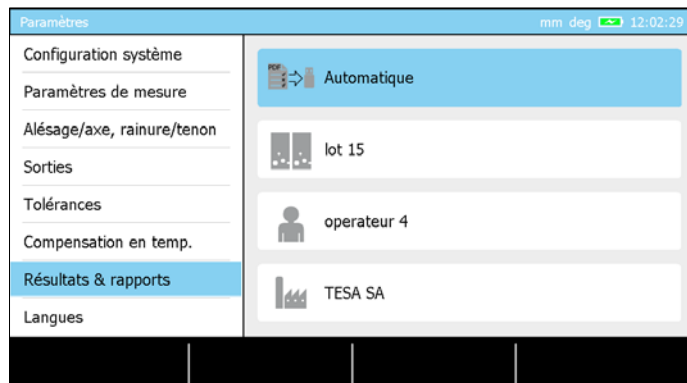 Paramètres
mm deg 12:02:29
Configuration système
Paramètres de mesure
Alésage/axe, rainure/tenon
Sorties
Tolérances
Compensation en temp.
Résultats & rapports
Langues
PDF
Automatique
lot 15
operateur 4
TESA SA